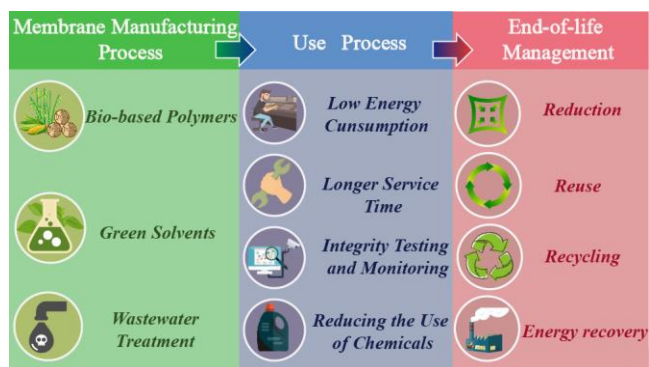 Membrane Manufacturing
Process
Use Process
End-of-life
Management
Bio-based Polymers
Green Solvents
Wastewater
Treatment
Low Energy
Cunsumption
Longer Service
Time
Integrity Testing
and Monitoring
Reducing the Use
of Chemicals
Reduction
Reuse
Recycling
Energy recovery